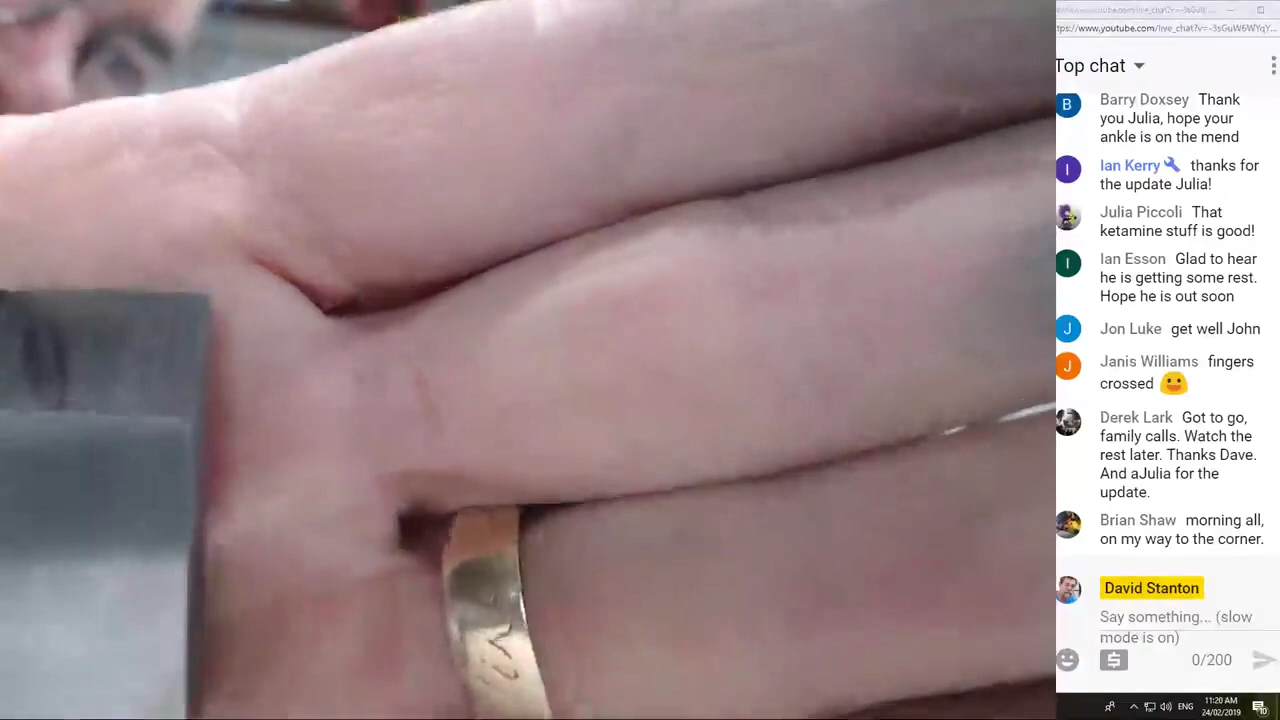 https://www.youtube.com/live_chat?v=-3sGuW6WYqY...
Top chat
B
Barry Doxsey Thank
you Julia, hope your
ankle is on the mend
I
Ian Kerry thanks for
the update Julia!
Julia Piccoli That
ketamine stuff is good!
I
Ian Esson Glad to hear
he is getting some rest.
Hope he is out soon
J
Jon Luke get well John
J
Janis Williams fingers
crossed
Derek Lark Got to go,
family calls. Watch the
rest later. Thanks Dave.
And aJulia for the
update.
Brian Shaw morning all,
on my way to the corner.
David Stanton
Say something... (slow
mode is on)
0/200
ENG
11:20 AM
24/02/2019